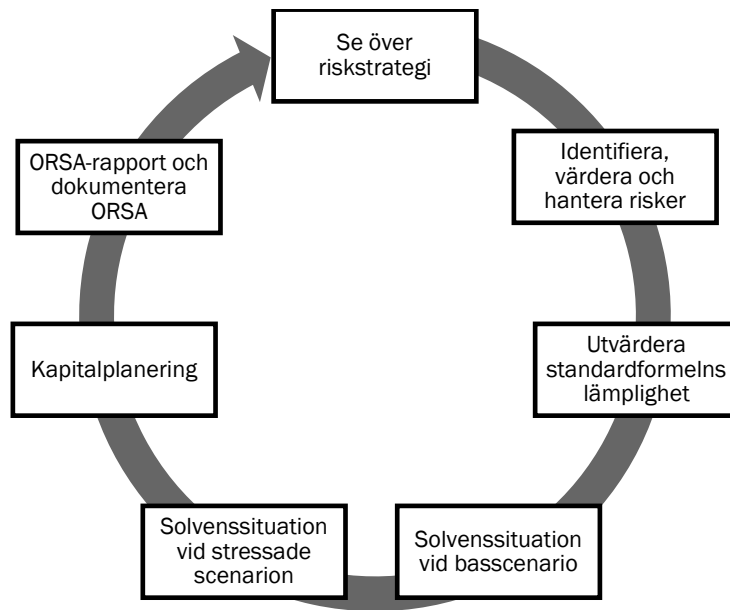 Se över
riskstrategi
Identifiera,
värdera och
hantera risker
Utvärdera
standardformelns
lämplighet
Solvenssituation
vid basscenario
Solvenssituation
vid stressade
scenarion
Kapitalplanering
ORSA-rapport och
dokumentera
ORSA